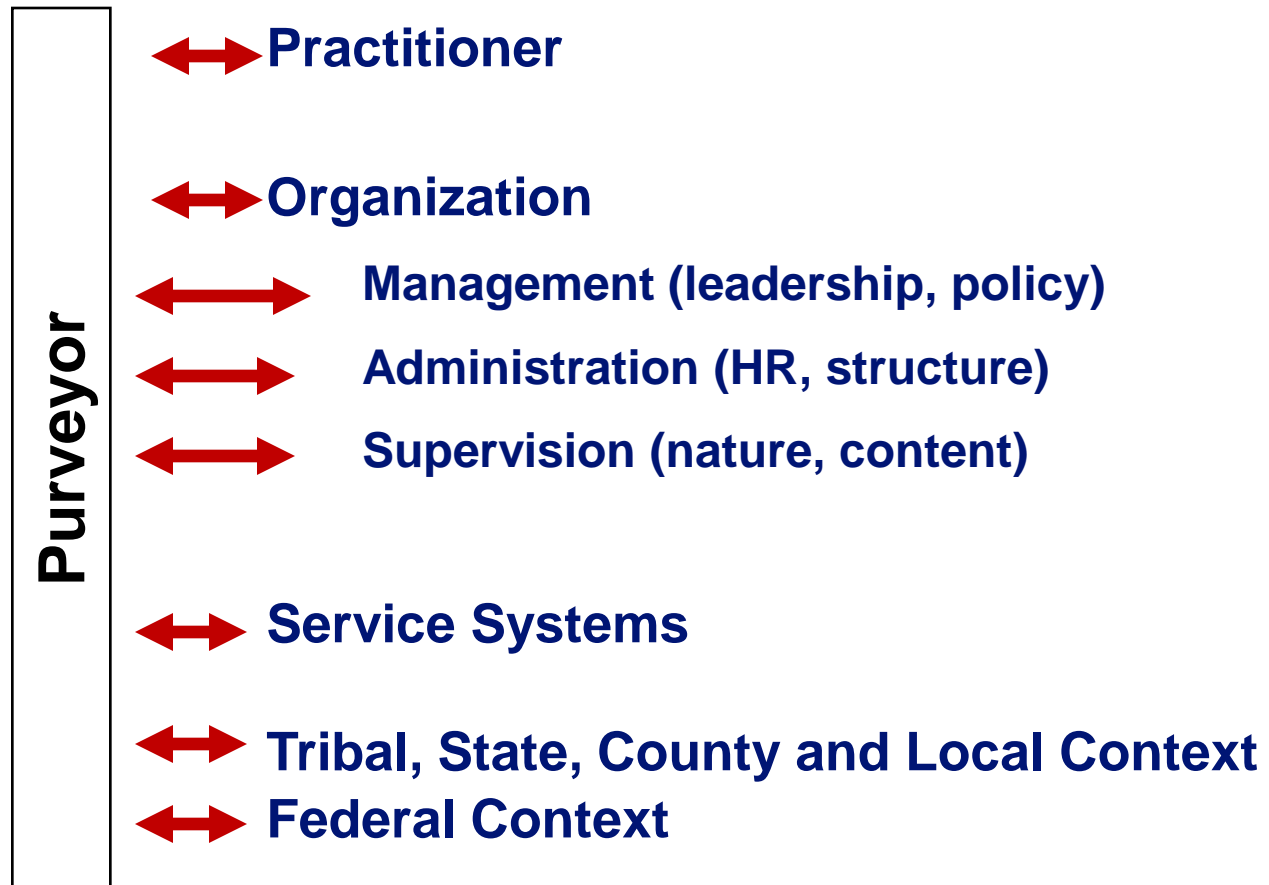 Purveyor
Practitioner
Organization
Management (leadership, policy)
Administration (HR, structure)
Supervision (nature, content)
Service Systems
Tribal, State, County and Local Context
Federal Context